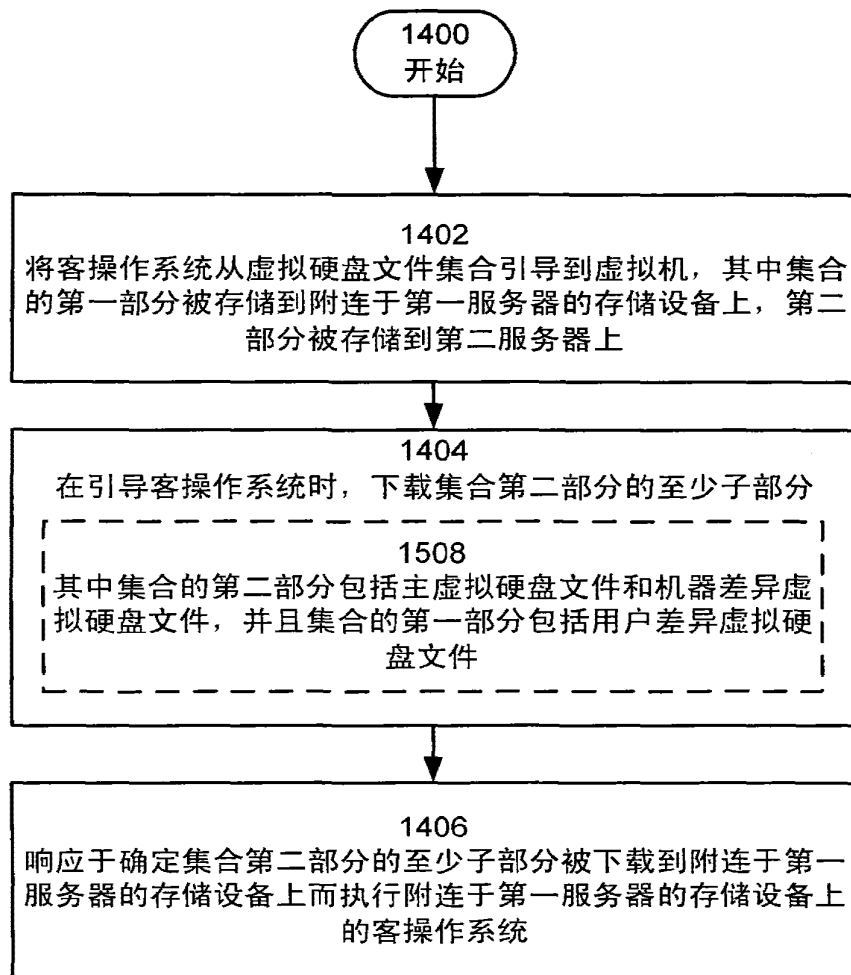 1400
开始
1402
将客操作系统从虚拟硬盘文件集合引导到虚拟机，其中集合
的第一部分被存储到附连于第一服务器的存储设备上，第二
部分被存储到第二服务器上
1404
在引导客操作系统时，下载集合第二部分的至少子部分
1508
其中集合的第二部分包括主虚拟硬盘文件和机器差异虚
拟硬盘文件，并且集合的第一部分包括用户差异虚拟硬
盘文件
1406
响应于确定集合第二部分的至少子部分被下载到附连于第一
服务器的存储设备上而执行附连于第一服务器的存储设备上
的客操作系统